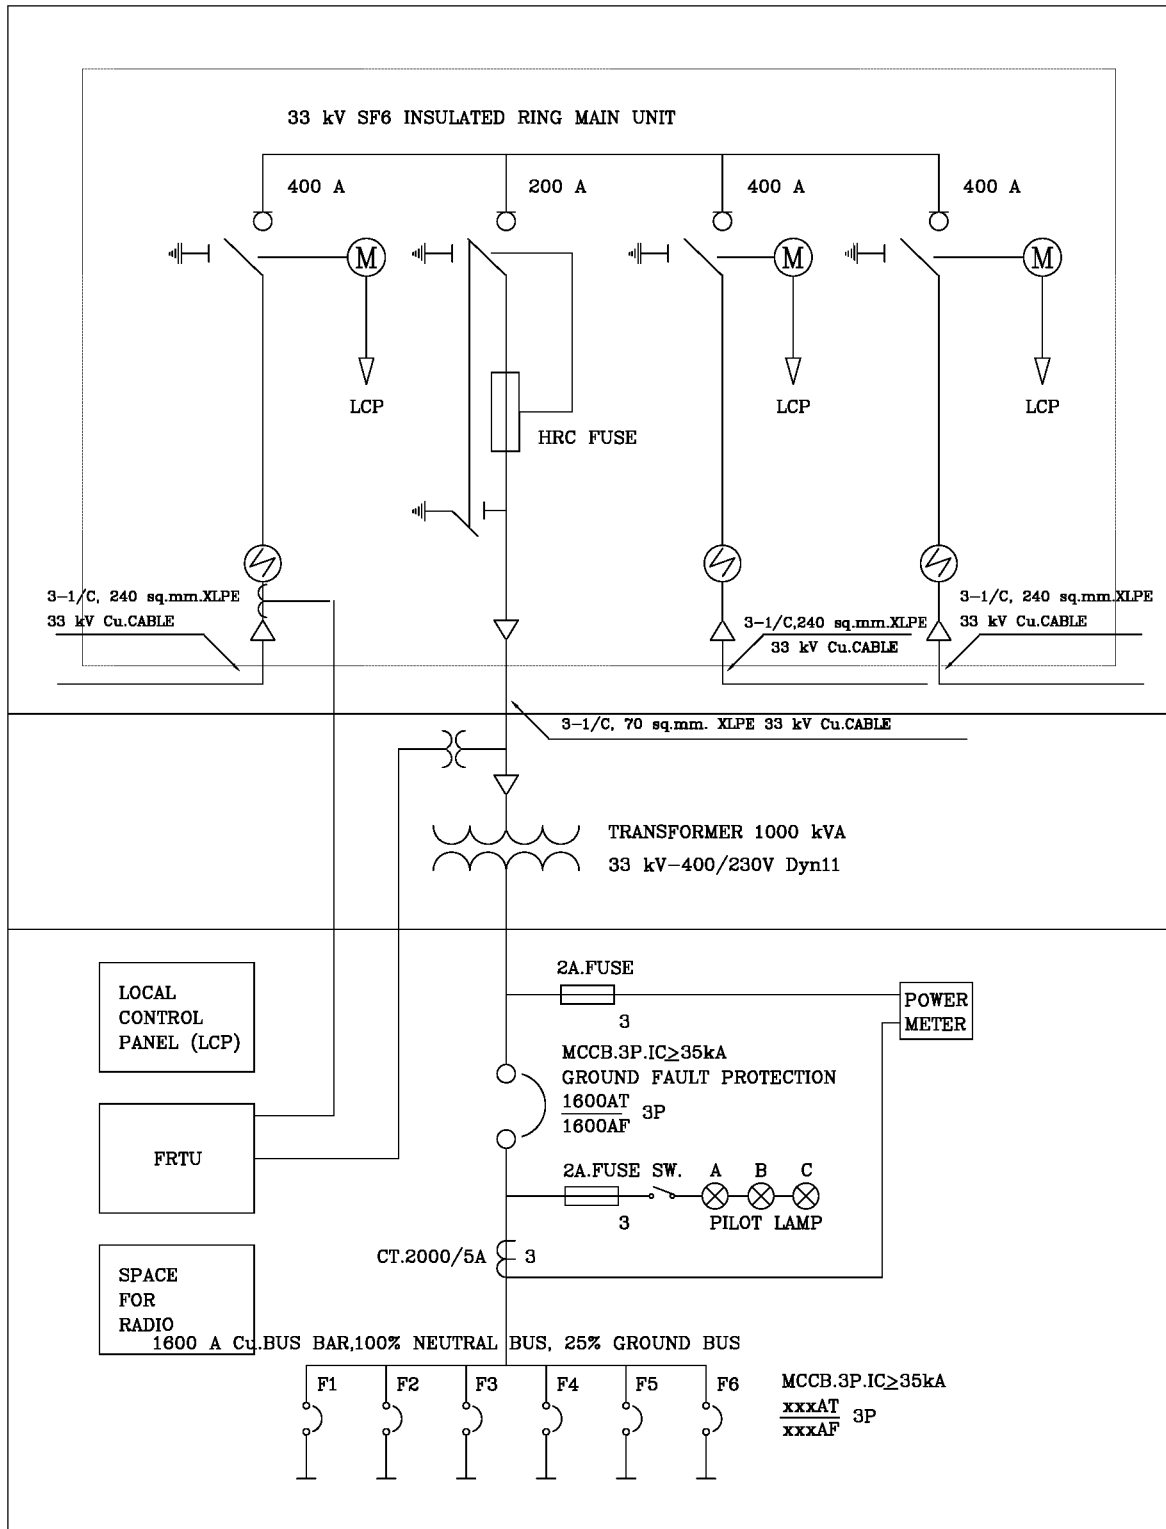 33 kV SF6 INSULATED RING MAIN UNIT
400 A
200 A
400 A
400 A
M
M
M
LCP
LCP
LCP
HRC FUSE
3-1/C, 240 sq.mm.XLPE
33 kV Cu.CABLE
3-1/C,240 sq.mm.XLPE
33 kV Cu.CABLE
3-1/C, 240 sq.mm.XLPE
33 kV Cu.CABLE
3-1/C, 70 sq.mm. XLPE 33 kV Cu.CABLE
TRANSFORMER 1000 kVA
33 kV-400/230V Dyn11
LOCAL
CONTROL
PANEL (LCP)
2A.FUSE
3
POWER
METER
MCCB.3P.IC≥35kA
GROUND FAULT PROTECTION
1600AT
1600AF
3P
FRTU
2A.FUSE SW. A B C
3
PILOT LAMP
CT.2000/5A 3
SPACE
FOR
RADIO
1600 A Cu.BUS BAR,100% NEUTRAL BUS, 25% GROUND BUS
F1 F2 F3 F4 F5 F6
MCCB.3P.IC≥35kA
xxxAT
xxxAF
3P